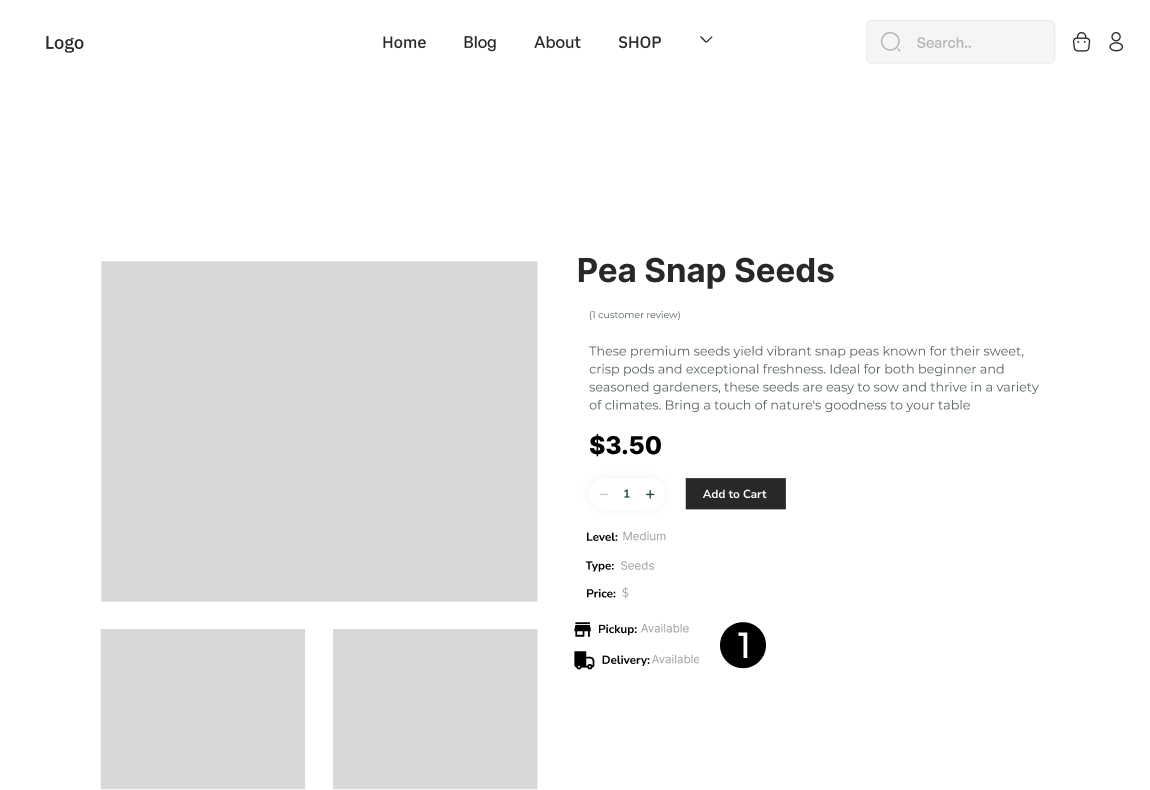 Logo
Home Blog About SHOP
Search..
Pea Snap Seeds
(1 customer review)
These premium seeds yield vibrant snap peas known for their sweet,
crisp pods and exceptional freshness. Ideal for both beginner and
seasoned gardeners, these seeds are easy to sow and thrive in a variety
of climates. Bring a touch of nature's goodness to your table
$3.50
− 1 + Add to Cart
Level: Medium
Type: Seeds
Price: $
Pickup: Available
1
Delivery: Available